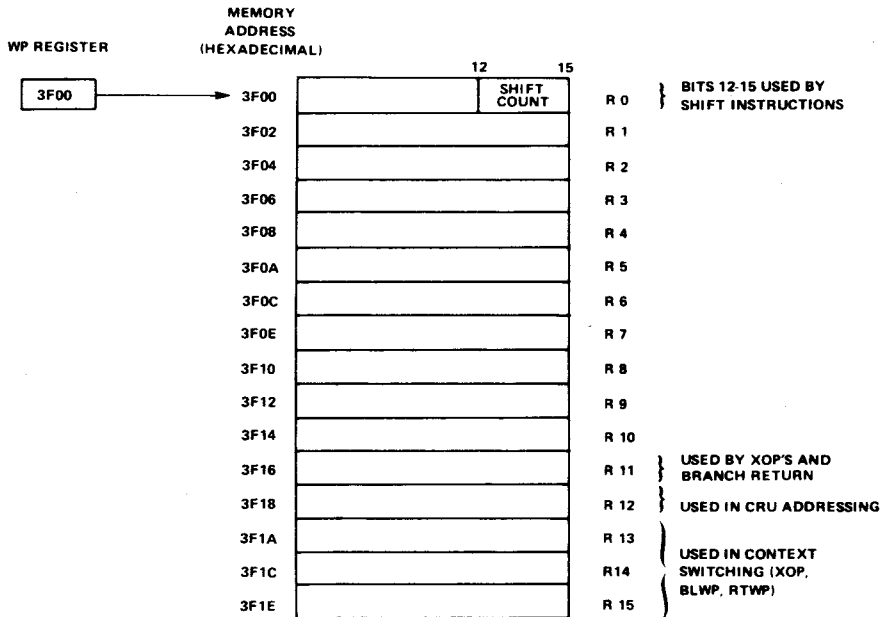 MEMORY
ADDRESS
WP REGISTER (HEXADECIMAL)
12 15
3F00 3F00 SHIFT COUNT R 0 } BITS 12-15 USED BY SHIFT INSTRUCTIONS
3F02 R 1
3F04 R 2
3F06 R 3
3F08 R 4
3F0A R 5
3F0C R 6
3F0E R 7
3F10 R 8
3F12 R 9
3F14 R 10
3F16 R 11 } USED BY XOP'S AND BRANCH RETURN
3F18 R 12 } USED IN CRU ADDRESSING
3F1A R 13
3F1C R14 USED IN CONTEXT SWITCHING (XOP, BLWP, RTWP)
3F1E R 15